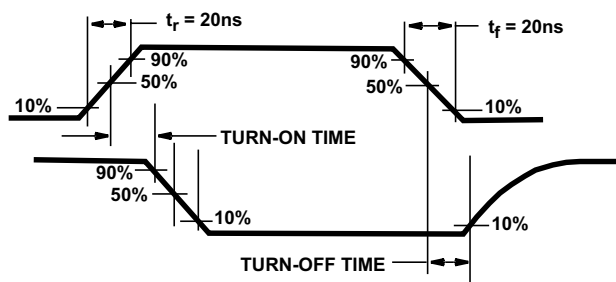 tr = 20ns
tf = 20ns
90%
90%
50%
50%
10%
10%
TURN-ON TIME
90%
50%
10%
10%
TURN-OFF TIME